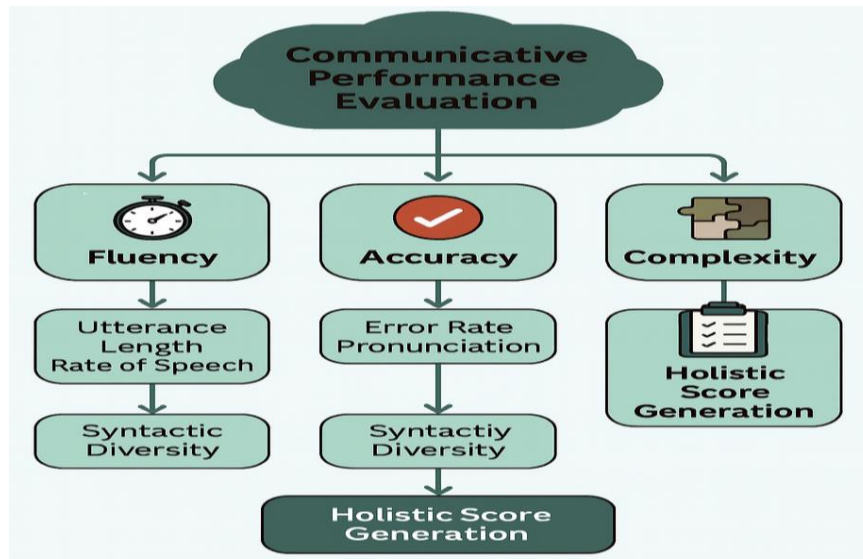 Communicative
Performance
Evaluation
Fluency
Utterance
Length
Rate of Speech
Syntactic
Diversity
Accuracy
Error Rate
Pronunciation
Syntactiy
Diversity
Holistic Score
Generation
Complexity
Holistic
Score
Generation